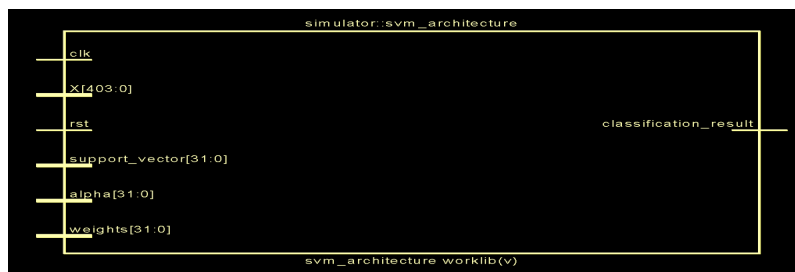 simulator::svm_architecture
clk
X[403:0]
rst
classification_result
support_vector[31:0]
alpha[31:0]
weights[31:0]
svm_architecture worklib(v)